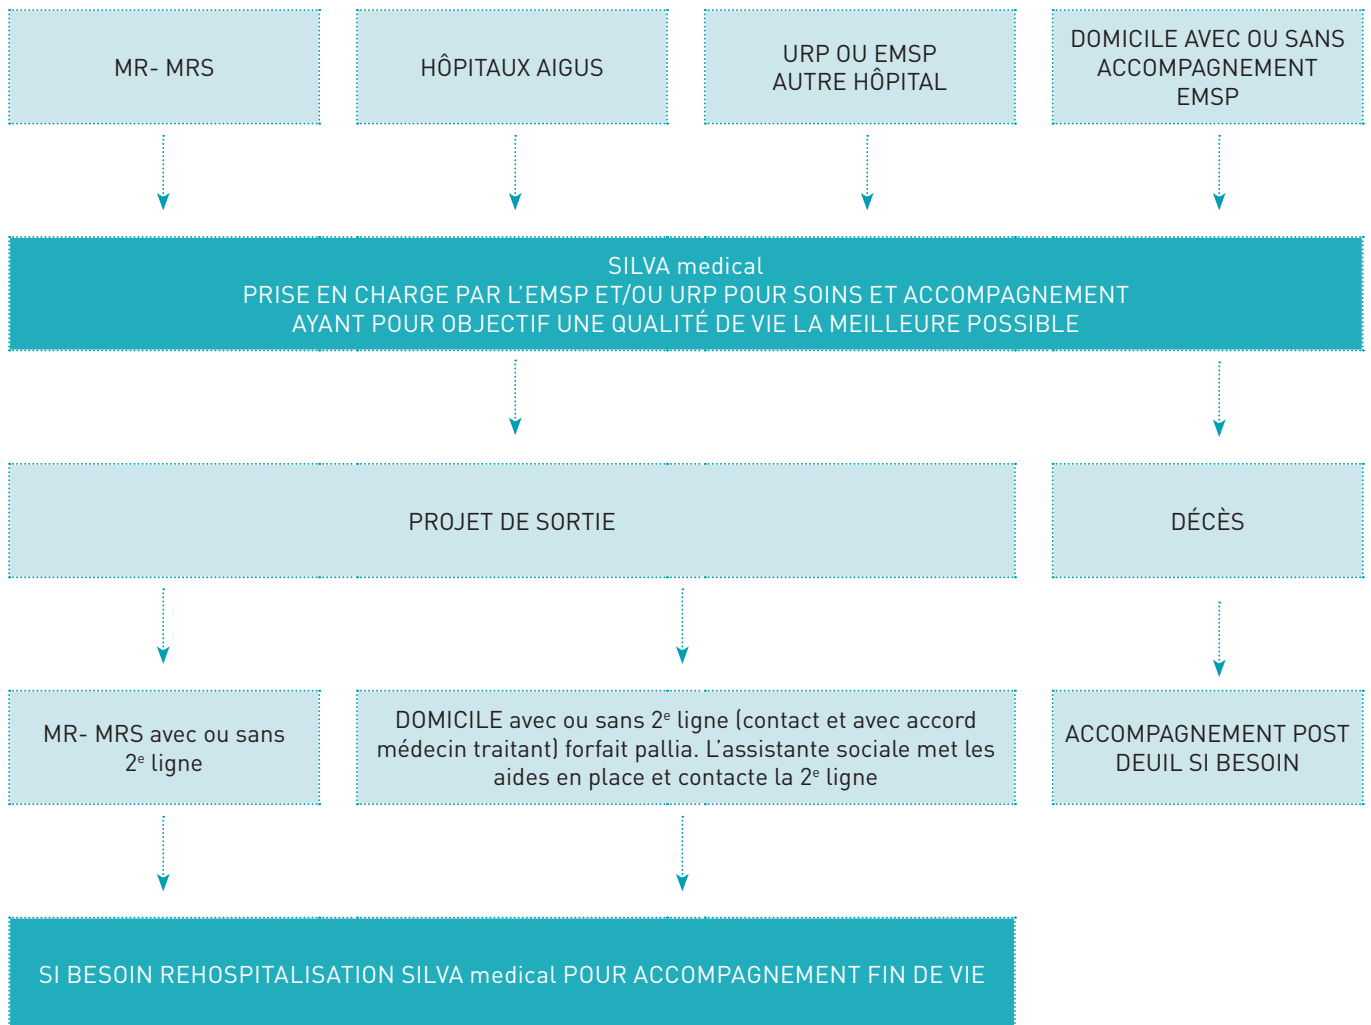 MR- MRS
HÔPITAUX AIGUS
URP OU EMSP
AUTRE HÔPITAL
DOMICILE AVEC OU SANS
ACCOMPAGNEMENT
EMSP
SILVA medical
PRISE EN CHARGE PAR L’EMSP ET/OU URP POUR SOINS ET ACCOMPAGNEMENT
AYANT POUR OBJECTIF UNE QUALITÉ DE VIE LA MEILLEURE POSSIBLE
PROJET DE SORTIE
DÉCÈS
MR- MRS avec ou sans
2e ligne
DOMICILE avec ou sans 2e ligne (contact et avec accord
médecin traitant) forfait pallia. L’assistante sociale met les
aides en place et contacte la 2e ligne
ACCOMPAGNEMENT POST
DEUIL SI BESOIN
SI BESOIN REHOSPITALISATION SILVA medical POUR ACCOMPAGNEMENT FIN DE VIE